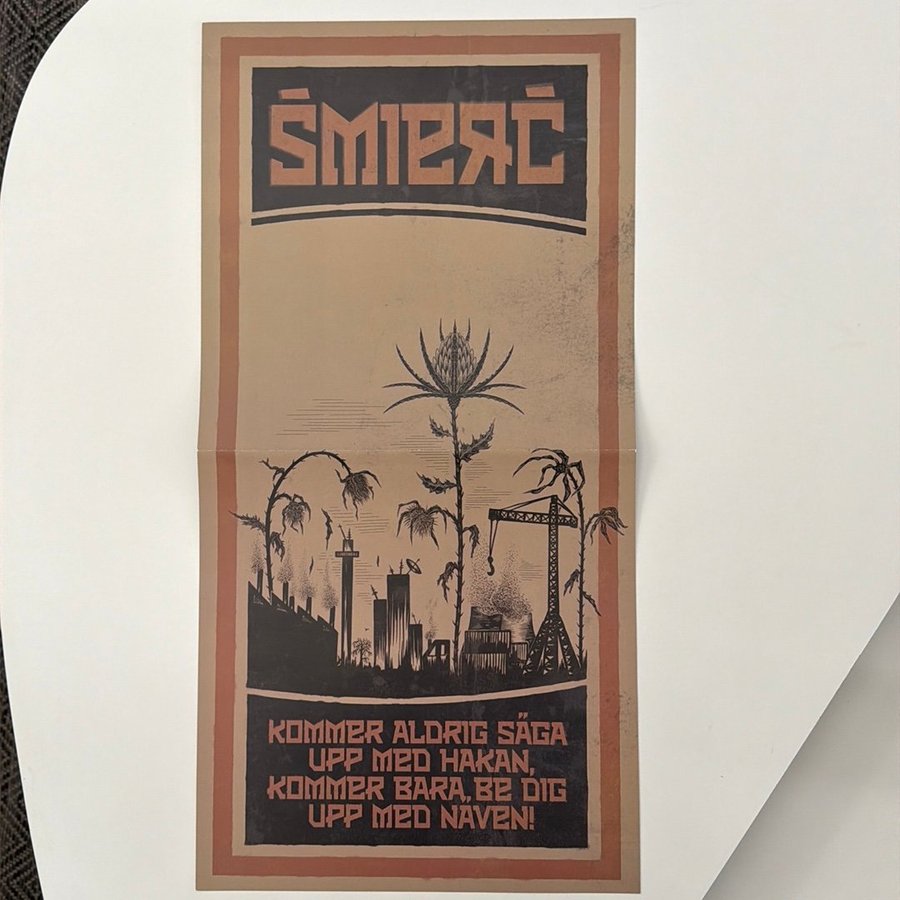 ŚMIERĆ
KOMMER ALDRIG SÄGA
UPP MED HAKAN,
KOMMER BARA, BE DIG
UPP MED NÄVEN!